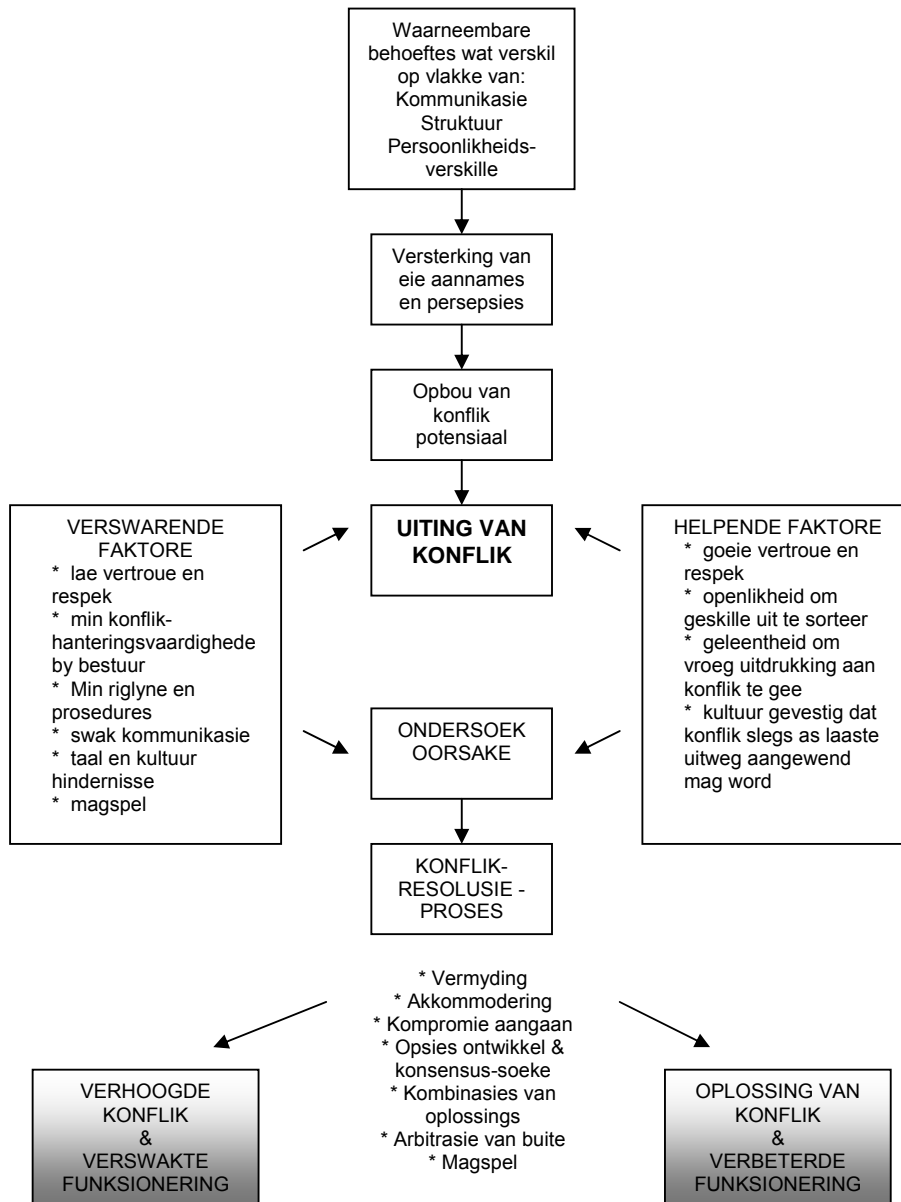 Waarneembare
behoeftes wat verskil
op vlakke van:
Kommunikasie
Struktuur
Persoonlikheids-
verskille
Versterking van
eie aannames
en persepsies
Opbou van
konflik
potensiaal
UITING VAN
KONFLIK
VERSWARENDE
FAKTORE
* lae vertroue en
respek
* min konflik-
hanteringsvaardighede
by bestuur
* Min riglyne en
prosedures
* swak kommunikasie
* taal en kultuur
hindernisse
* magspel
HELPENDE FAKTORE
* goeie vertroue en
respek
* openlikheid om
geskille uit te sorteer
* geleentheid om
vroeg uitdrukking aan
konflik te gee
* kultuur gevestig dat
konflik slegs as laaste
uitweg aangewend
mag word
ONDERSOEK
OORSAKE
KONFLIK-
RESOLUSIE -
PROSES
* Vermyding
* Akkommodering
* Kompromie aangaan
* Opsies ontwikkel &
konsensus-soeke
* Kombinasies van
oplossings
* Arbitrasie van buite
* Magspel
VERHOOGDE
KONFLIK
&
VERSWAKTE
FUNKSIONERING
OPLOSSING VAN
KONFLIK
&
VERBETERDE
FUNKSIONERING